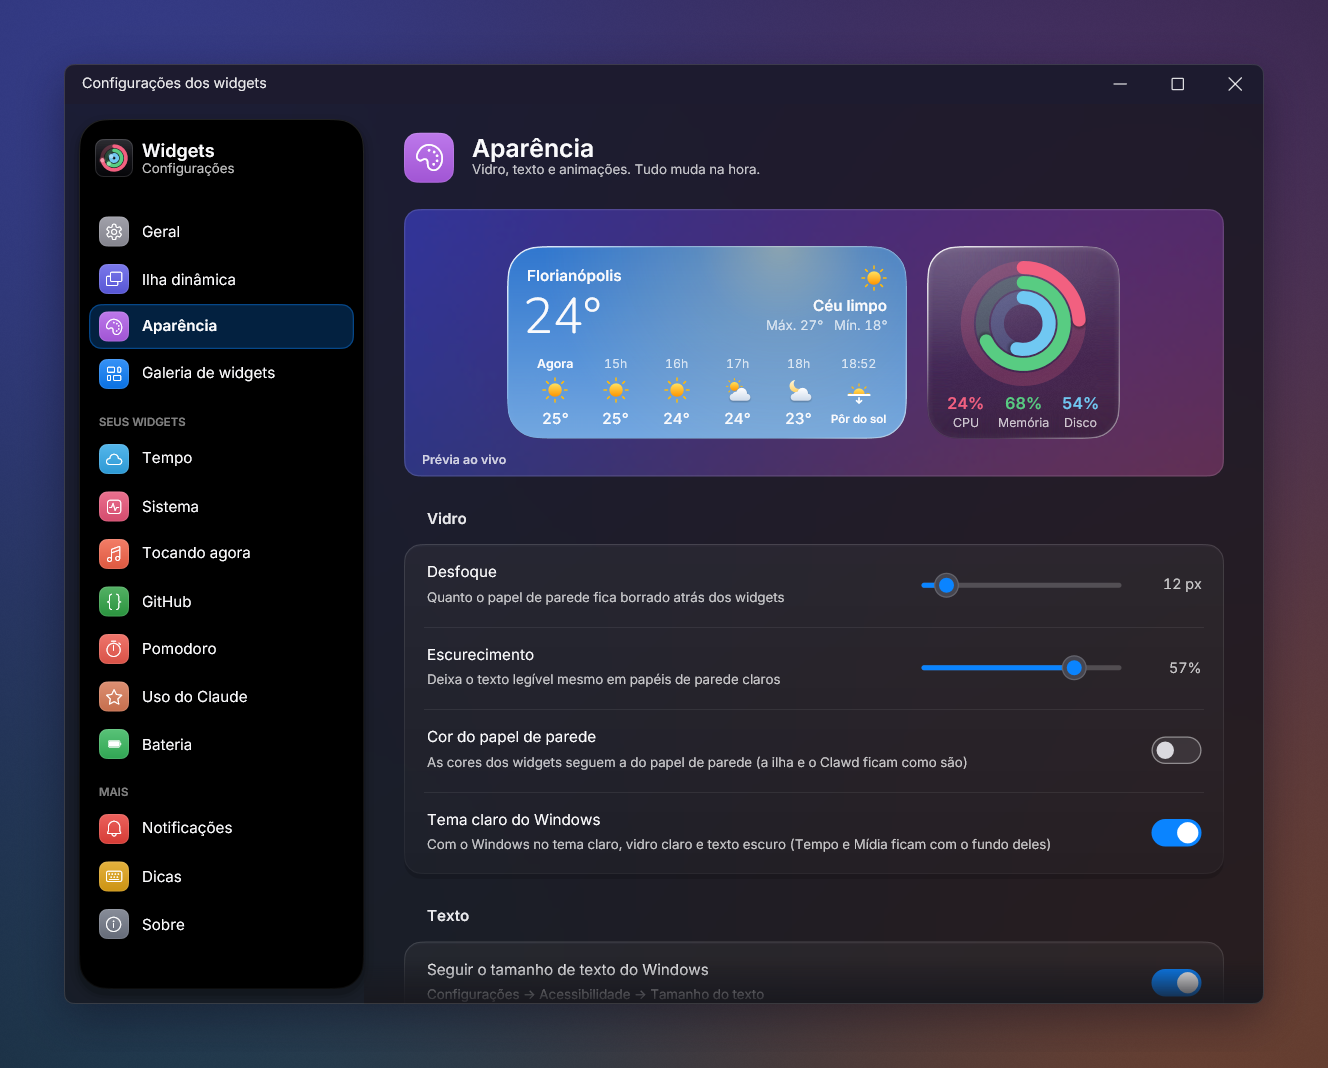 Configurações dos widgets
Widgets
Configurações
Geral
Ilha dinâmica
Aparência
Galeria de widgets
SEUS WIDGETS
Tempo
Sistema
Tocando agora
GitHub
Pomodoro
Uso do Claude
Bateria
MAIS
Notificações
Dicas
Sobre
Aparência
Vidro, texto e animações. Tudo muda na hora.
Florianópolis
24°
Céu limpo
Máx. 27° Mín. 18°
Agora 15h 16h 17h 18h 18:52
25° 25° 24° 24° 23° Pôr do sol
24% 68% 54%
CPU Memória Disco
Prévia ao vivo
Vidro
Desfoque
Quanto o papel de parede fica borrado atrás dos widgets
12 px
Escurecimento
Deixa o texto legível mesmo em papéis de parede claros
57%
Cor do papel de parede
As cores dos widgets seguem a do papel de parede (a ilha e o Clawd ficam como são)
Tema claro do Windows
Com o Windows no tema claro, vidro claro e texto escuro (Tempo e Mídia ficam com o fundo deles)
Texto
Seguir o tamanho de texto do Windows
Configurações → Acessibilidade → Tamanho do texto